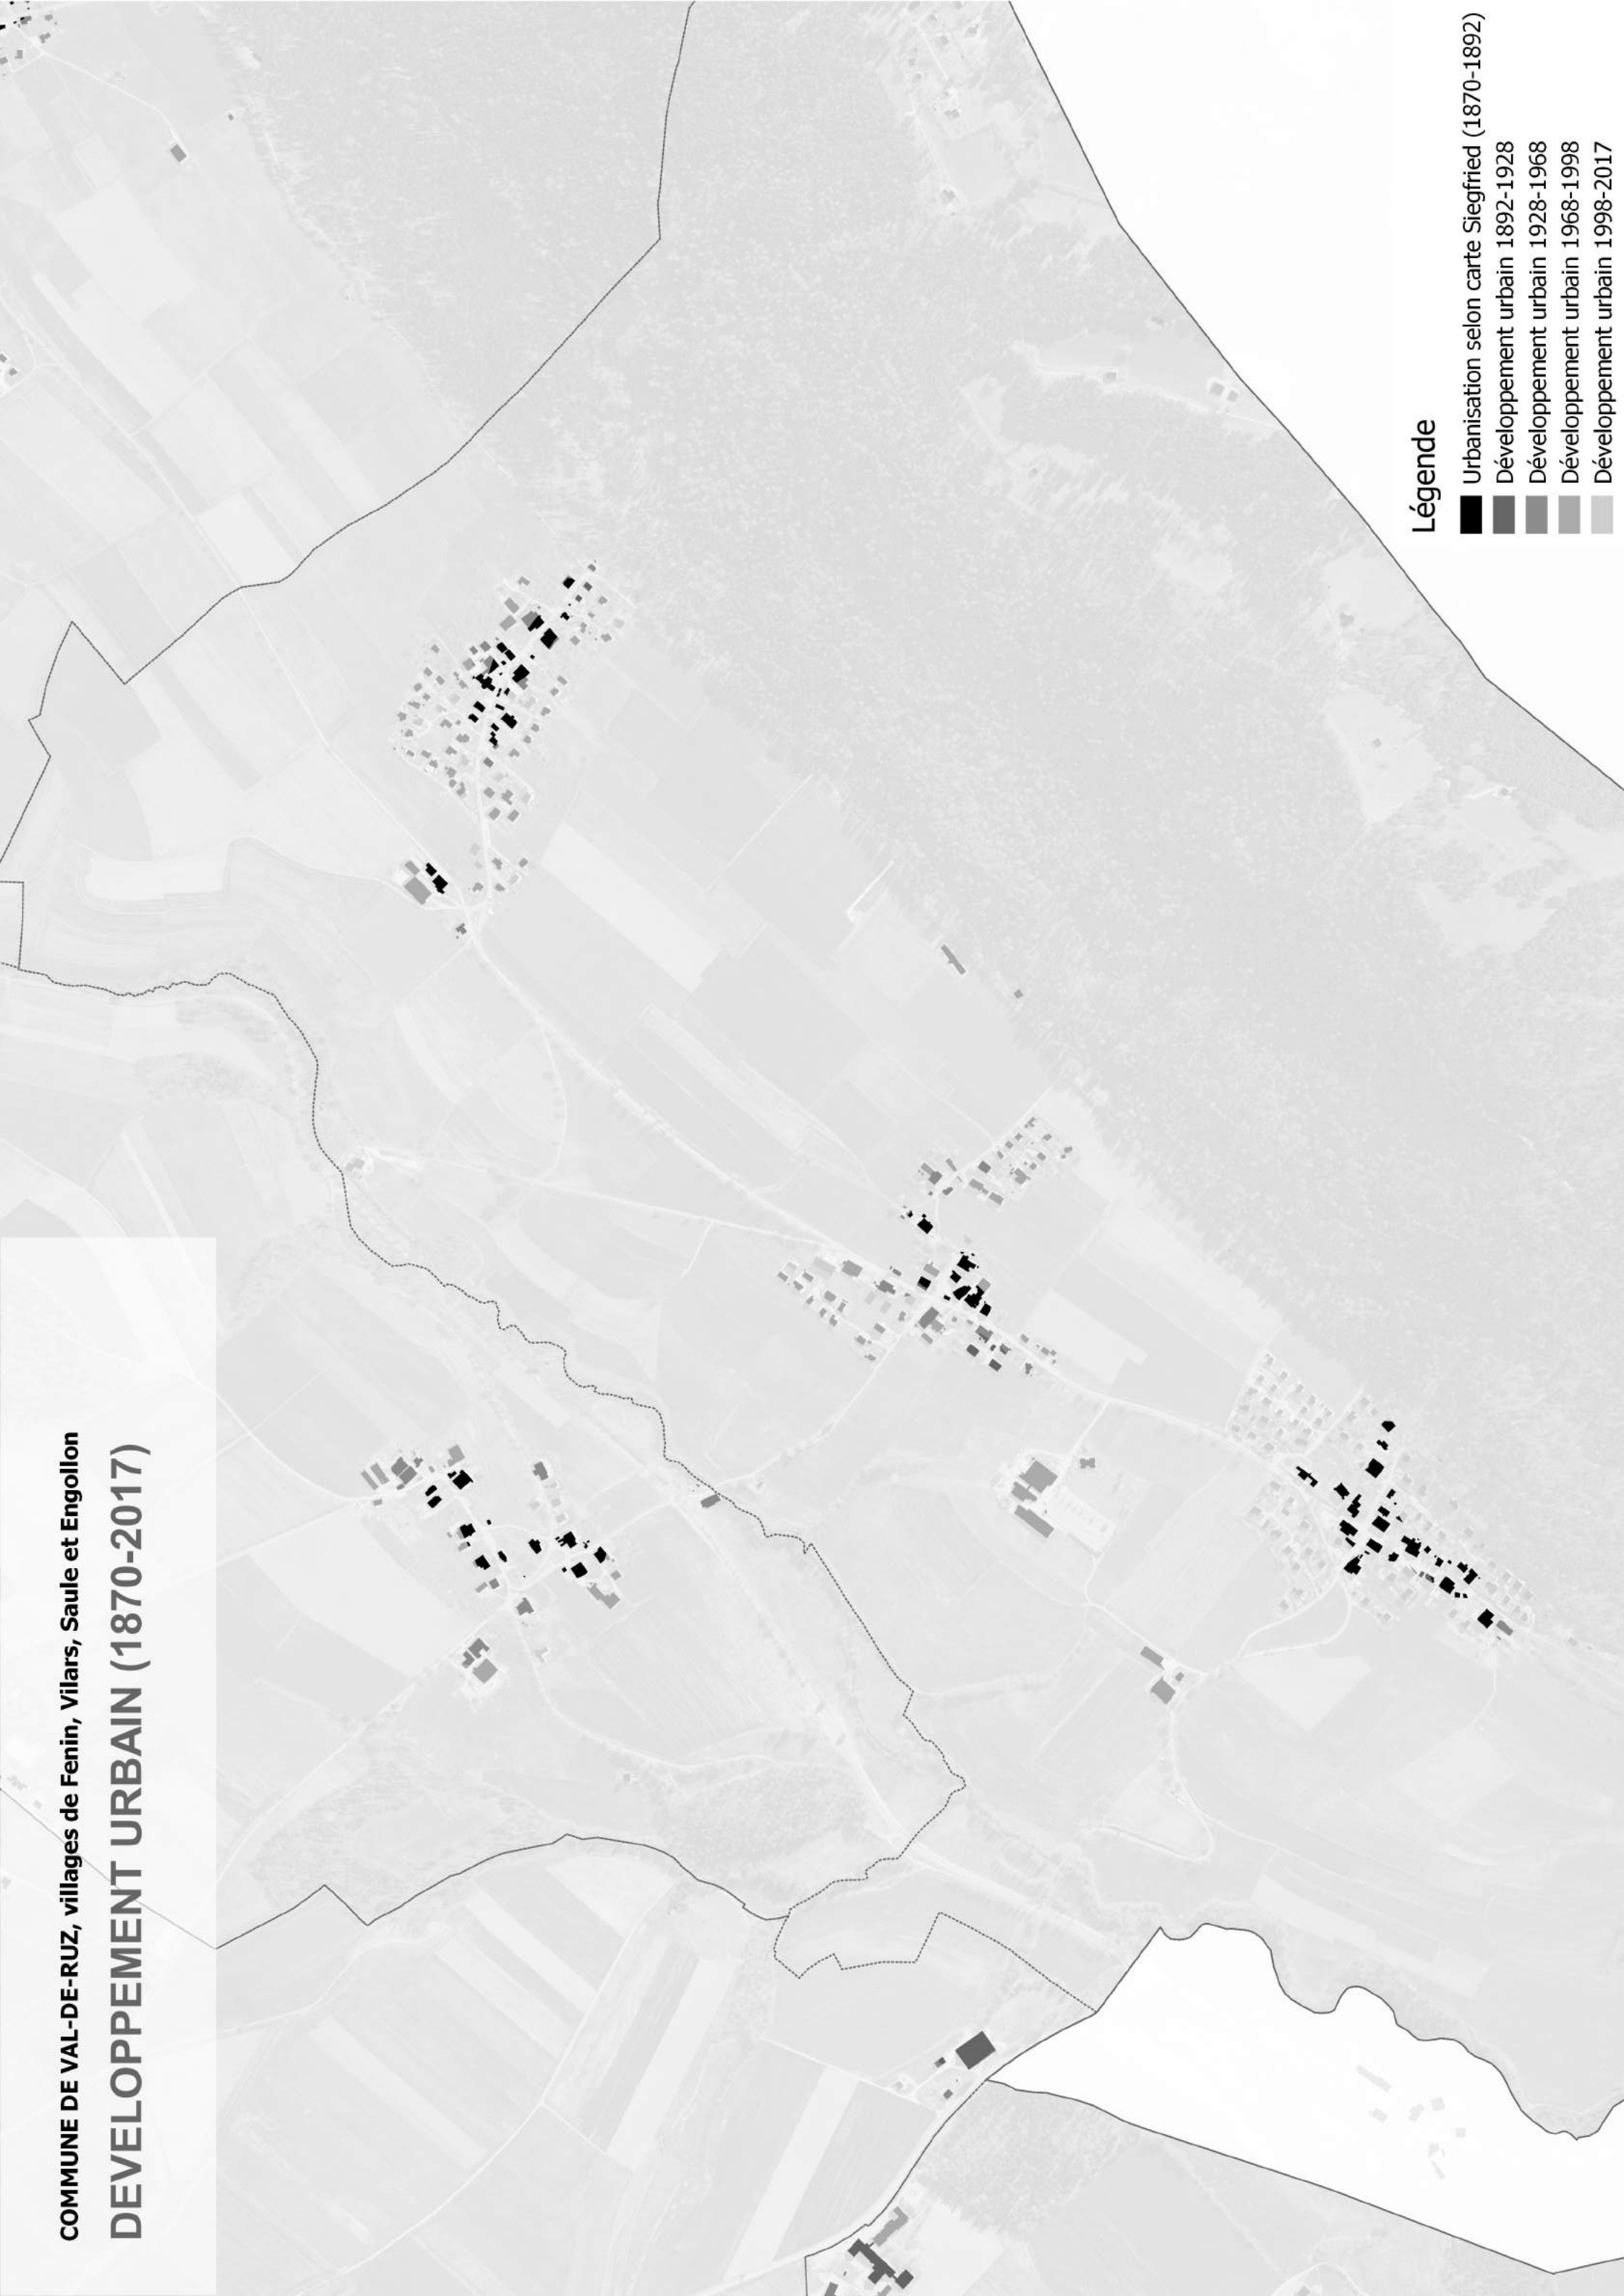 COMMUNE DE VAL-DE-RUZ, villages de Fenin, Vilars, Saule et Engollon
DEVELOPPEMENT URBAIN (1870-2017)
Légende
Urbanisation selon carte Siegfried (1870-1892)
Développement urbain 1892-1928
Développement urbain 1928-1968
Développement urbain 1968-1998
Développement urbain 1998-2017